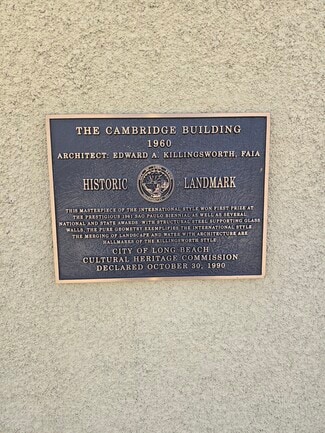 THE CAMBRIDGE BUILDING
1960
ARCHITECT: EDWARD A. KILLINGSWORTH, FAIA
HISTORIC LANDMARK
THIS MASTERPIECE OF THE INTERNATIONAL STYLE WON FIRST PRIZE AT
THE PRESTIGIOUS 1961 SAO PAULO BIENNIAL AS WELL AS SEVERAL
NATIONAL AND STATE AWARDS. WITH STRUCTURAL STEEL SUPPORTING GLASS
WALLS, THE PURE GEOMETRY EXEMPLIFIES THE INTERNATIONAL STYLE.
THE MERGING OF LANDSCAPE AND WATER WITH ARCHITECTURE ARE
HALLMARKS OF THE KILLINGSWORTH STYLE.
CITY OF LONG BEACH
CULTURAL HERITAGE COMMISSION
DECLARED OCTOBER 30, 1990